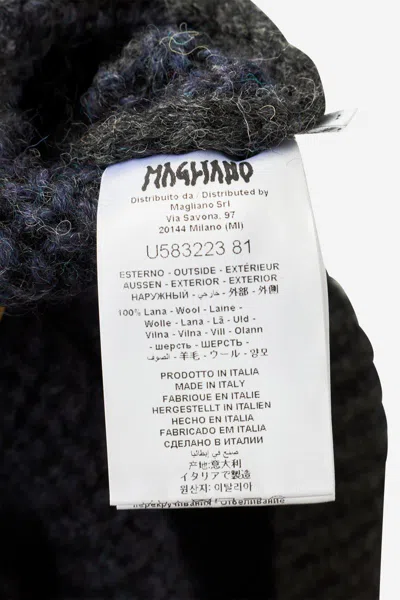 MAGLIANO
Distribuito da / Distributed by
Magliano Srl
Via Savona, 97
20144 Milano (MI)
U583223 81
ESTERNO - OUTSIDE - EXTÉRIEUR
AUSSEN - EXTERIOR - EXTERIOR
НАРУЖНЫЙ - خارجي - 外部 - 外側
100% Lana - Wool - Laine -
Wolle - Lana - Lã - Uld -
Vilna - Vilna - Vill - Olann
- шерсть - ШЕРСТЬ -
الصوف - 羊毛 - ウール - 양모
PRODOTTO IN ITALIA
MADE IN ITALY
FABRIQUE EN ITALIE
HERGESTELLT IN ITALIEN
HECHO EN ITALIA
FABRICADO EM ITALIA
СДЕЛАНО В ИТАЛИИ
صنع في إيطاليا
产地:意大利
イタリアで製造
원산지: 이탈리아